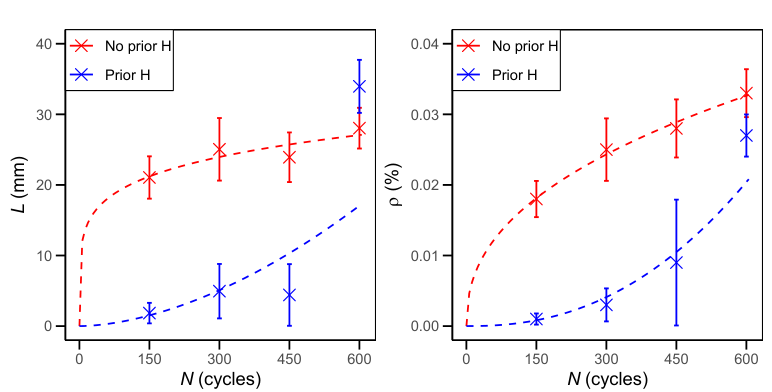 L (mm)
40
30
20
10
0
No prior H
Prior H
0 150 300 450 600
N (cycles)
ρ (%)
0.04
0.03
0.02
0.01
0.00
No prior H
Prior H
0 150 300 450 600
N (cycles)